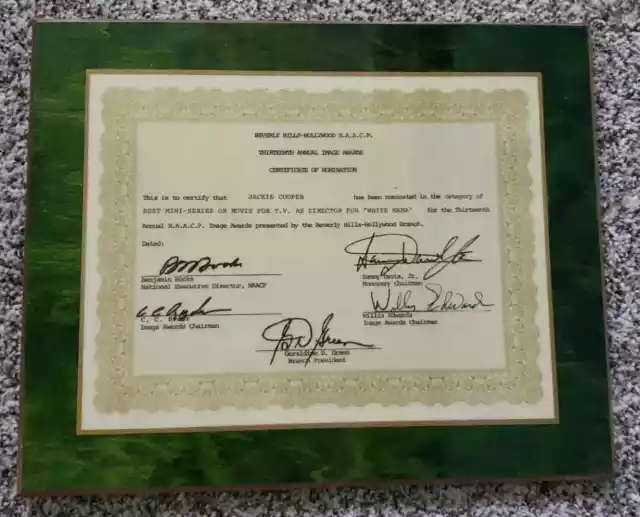 BEVERLY HILLS-HOLLYWOOD N.A.A.C.P.
THIRTEENTH ANNUAL IMAGE AWARDS
CERTIFICATE OF NOMINATION
This is to certify that JACKIE COOPER has been nominated in the category of
BEST MINI-SERIES OR MOVIE FOR T.V. AS DIRECTOR FOR "WHITE MAMA" for the Thirteenth
Annual N.A.A.C.P. Image Awards presented by the Beverly Hills-Hollywood Branch.
Dated:
Benjamin Hooks
National Executive Director, NAACP
Sammy Davis, Jr.
Honorary Chairman
C. C.
Image Awards Chairman
Willis Edwards
Willis Edwards
Image Awards Chairman
Geraldine D. Green
Branch President